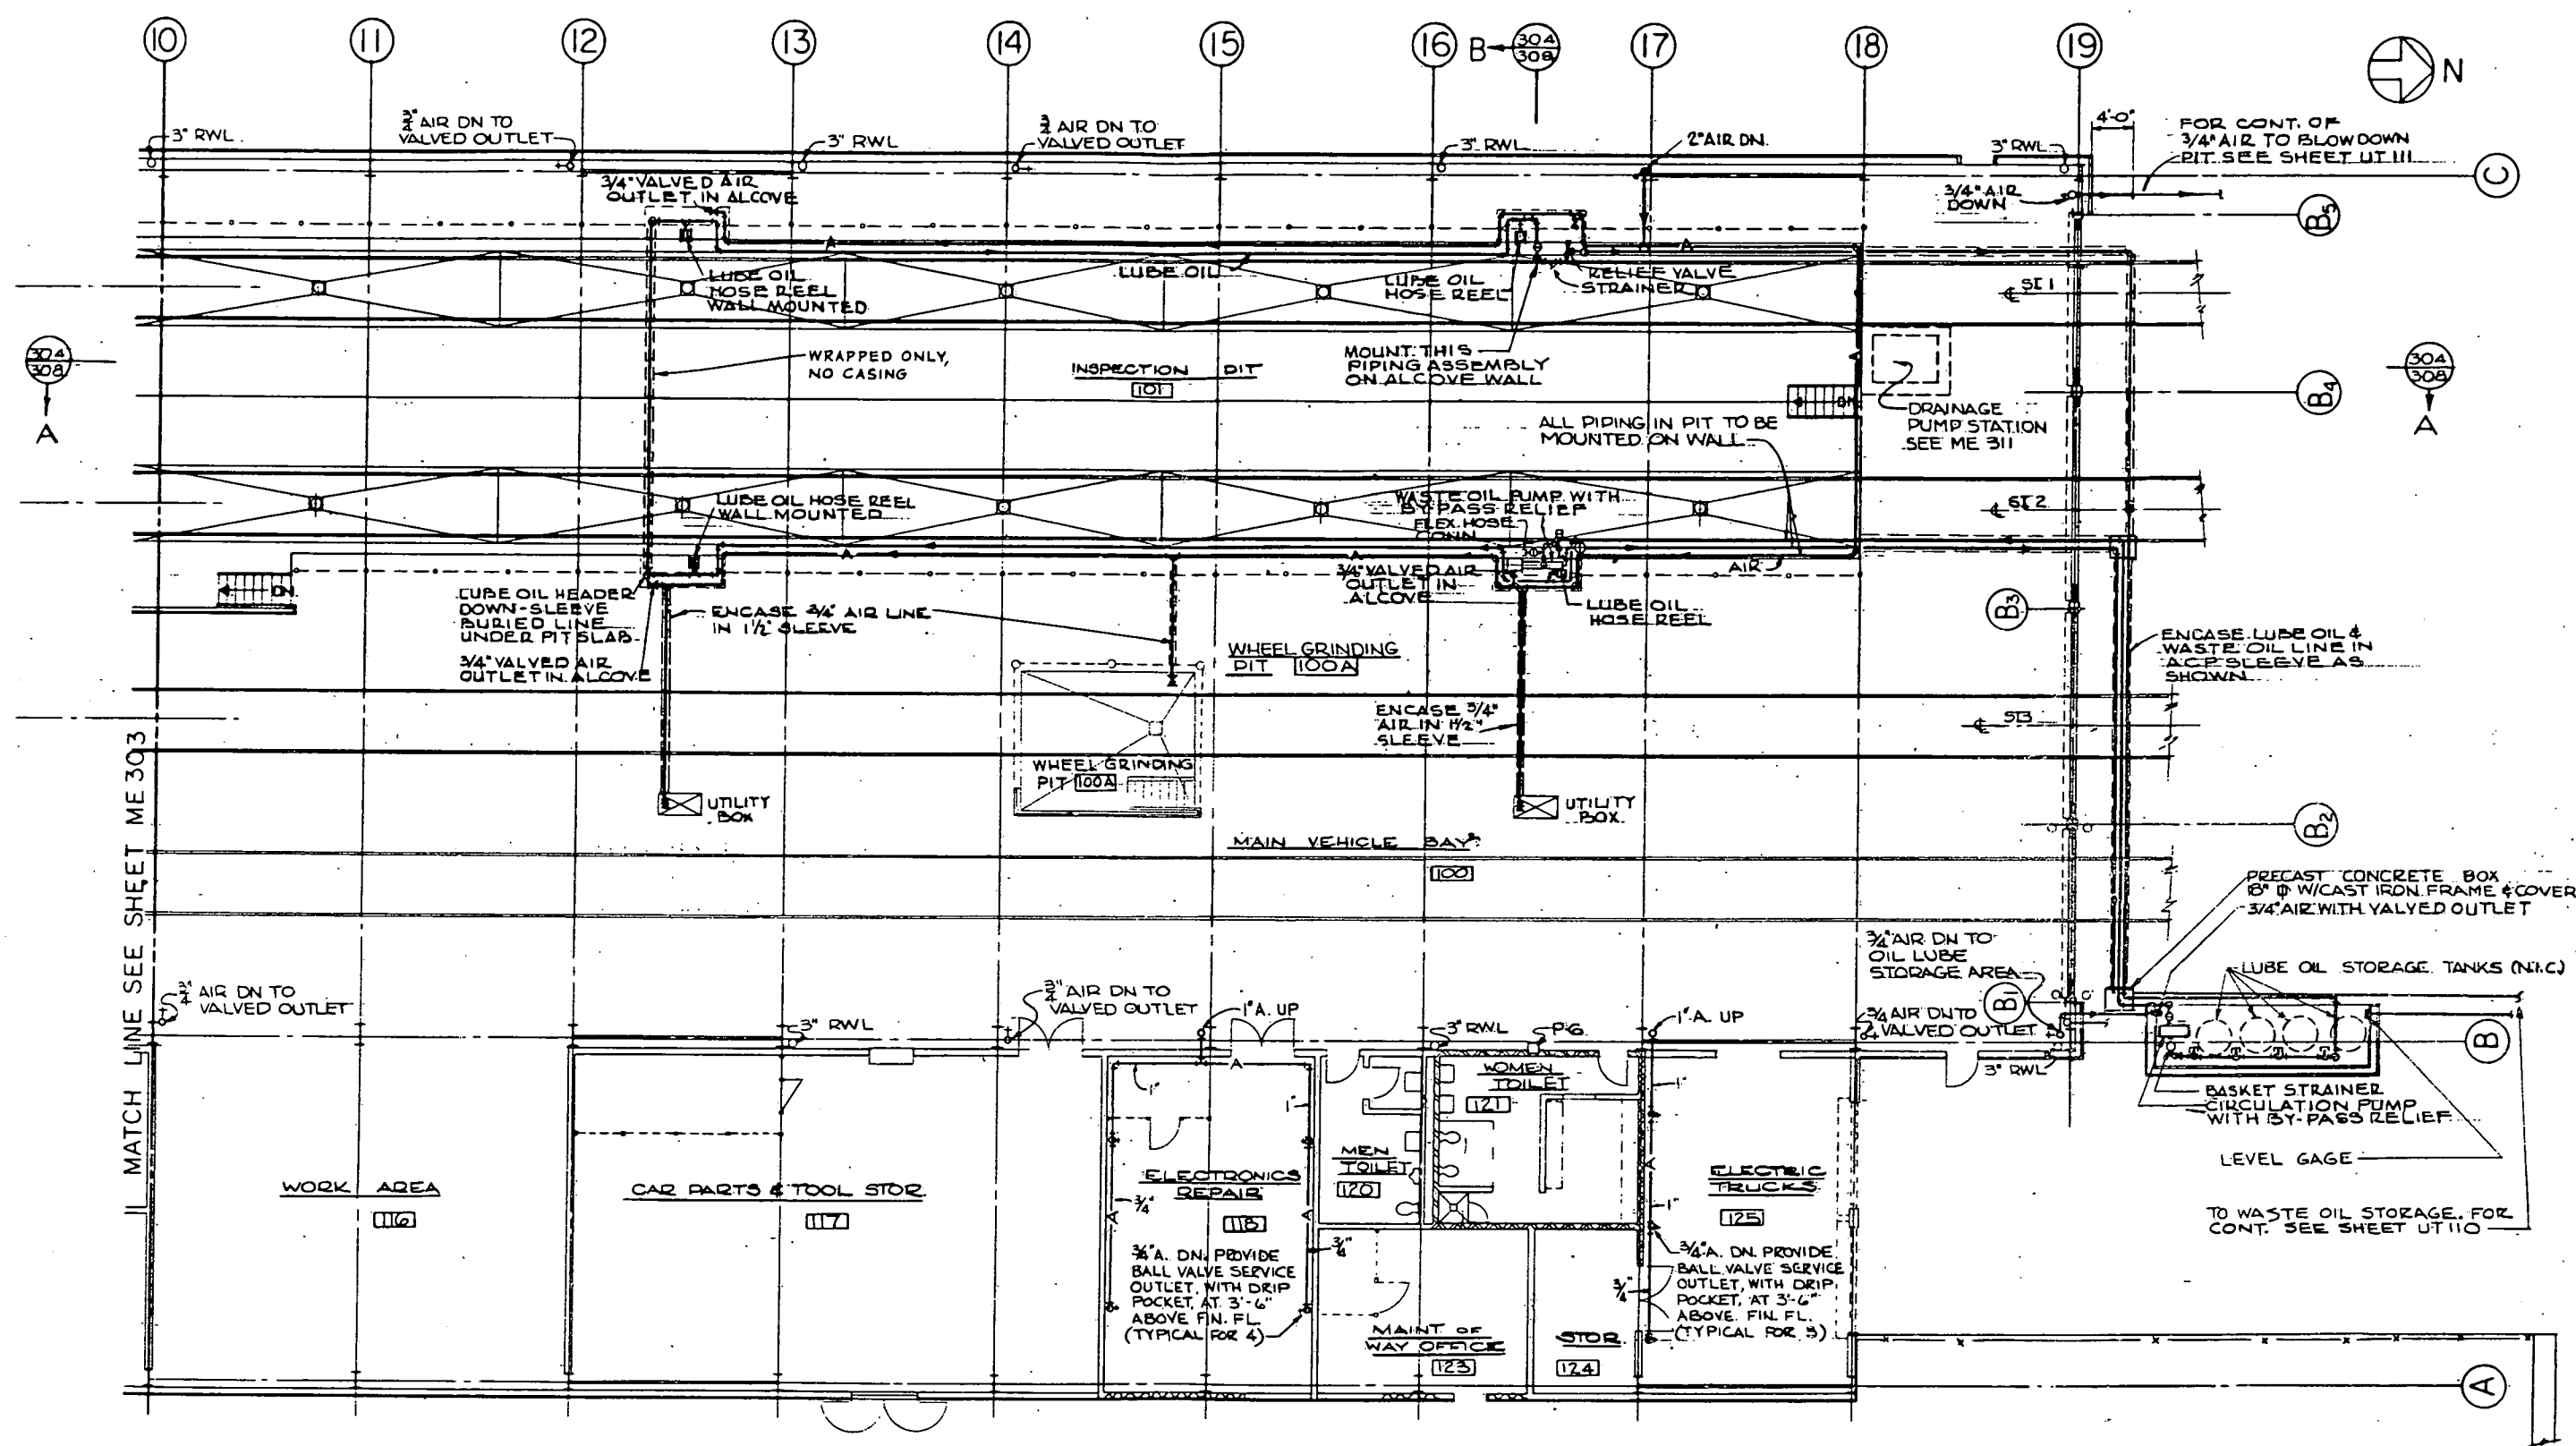 10
11
12
13
14
15
16
B
304
308
17
18
19
N
3" RWL.
3/4" AIR DN TO
VALVED OUTLET
3" RWL
3/4" AIR DN TO
VALVED OUTLET
3" RWL
2" AIR DN.
3" RWL
4'-0"
FOR CONT. OF
3/4" AIR TO BLOWDOWN
PIT SEE SHEET UT 111
C
3/4" VALVED AIR
OUTLET IN ALCOVE
3/4" AIR
DOWN
B5
A
A
LUBE OIL
LUBE OIL
HOSE REEL
WALL MOUNTED
LUBE OIL
HOSE REEL
RELIEF VALVE
STRAINER
℄ ST 1
304
308
A
WRAPPED ONLY,
NO CASING
INSPECTION PIT
101
MOUNT THIS
PIPING ASSEMBLY
ON ALCOVE WALL
A
DN
DRAINAGE
PUMP STATION
SEE ME 311
B4
304
308
A
ALL PIPING IN PIT TO BE
MOUNTED ON WALL
LUBE OIL HOSE REEL
WALL MOUNTED
WASTE OIL PUMP WITH
BY-PASS RELIEF
FLEX. HOSE
CONN
℄ ST 2
A
A
AIR
DN
LUBE OIL HEADER
DOWN-SLEEVE
BURIED LINE
UNDER PIT SLAB
3/4" VALVED AIR
OUTLET IN ALCOVE
ENCASE 3/4" AIR LINE
IN 1 1/2" SLEEVE
3/4" VALVED AIR
OUTLET IN
ALCOVE
LUBE OIL
HOSE REEL
B3
WHEEL GRINDING
PIT 100A
ENCASE LUBE OIL &
WASTE OIL LINE IN
ACP SLEEVE AS
SHOWN
ENCASE 3/4"
AIR IN 1 1/2"
SLEEVE
℄ ST 3
WHEEL GRINDING
PIT 100A
UTILITY
BOX
UTILITY
BOX
B2
MAIN VEHICLE BAY
100
MATCH LINE SEE SHEET ME 303
PRECAST CONCRETE BOX
18" W/CAST IRON FRAME & COVER
3/4" AIR WITH VALVED OUTLET
3/4" AIR DN TO
OIL LUBE
STORAGE AREA
LUBE OIL STORAGE TANKS (N.I.C)
B1
3/4" AIR DN TO
VALVED OUTLET
3/4" AIR DN TO
VALVED OUTLET
3" RWL
1" A. UP
3" RWL
P-6
1" A. UP
3/4 AIR DN TO
VALVED OUTLET
B
3" RWL
A
1"
1"
WOMEN
TOILET
121
1"
BASKET STRAINER
CIRCULATION PUMP
WITH BY-PASS RELIEF
LEVEL GAGE
WORK AREA
116
CAR PARTS & TOOL STOR.
117
ELECTRONICS
REPAIR
118
3/4
A
A
MEN
TOILET
120
A
1"
ELECTRIC
TRUCKS
125
TO WASTE OIL STORAGE. FOR
CONT. SEE SHEET UT 110
3/4" A. DN. PROVIDE
BALL VALVE SERVICE
OUTLET, WITH DRIP
POCKET, AT 3'-6"
ABOVE FIN. FL.
(TYPICAL FOR 4)
3/4"
3/4"
3/4" A. DN. PROVIDE
BALL VALVE SERVICE
OUTLET, WITH DRIP
POCKET, AT 3'-6"
ABOVE FIN. FL.
(TYPICAL FOR 3)
MAINT. OF
WAY OFFICE
123
STOR.
124
A